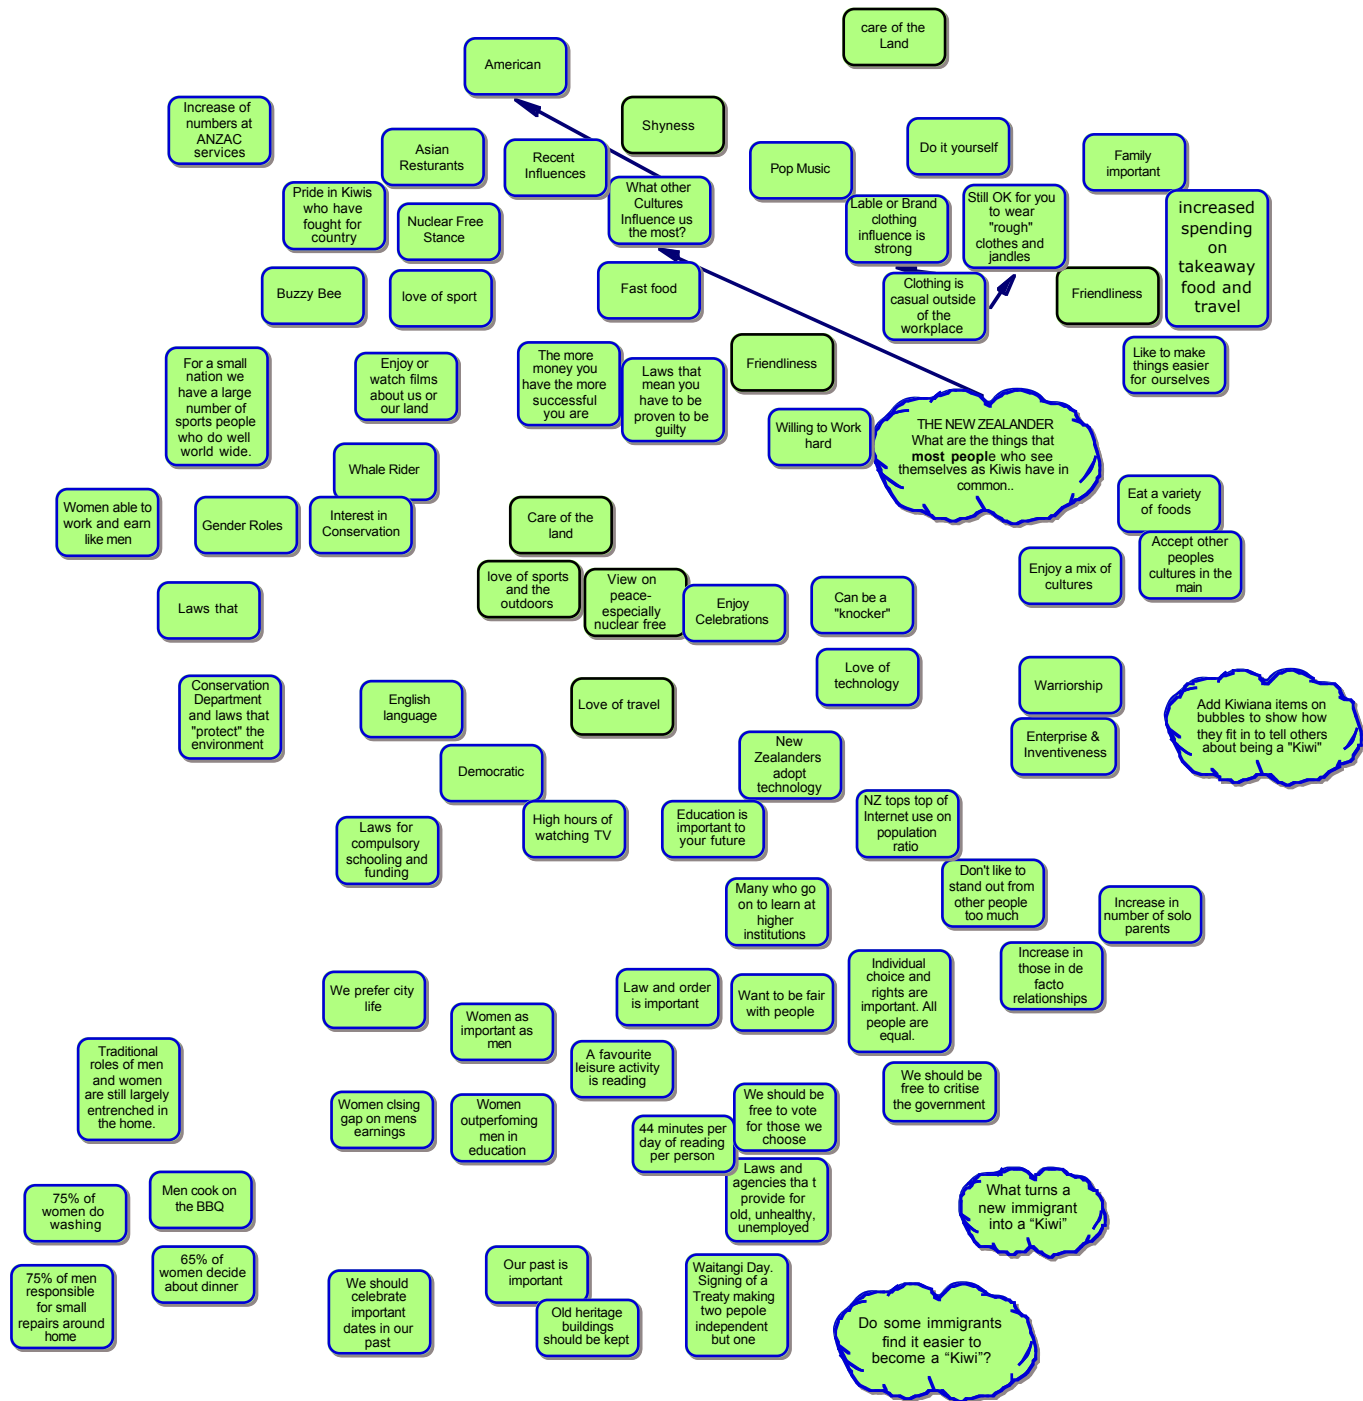 care of the
Land
American
Increase of
numbers at
ANZAC
services
Shyness
Asian
Resturants
Recent
Influences
Pop Music
Do it yourself
Family
important
Pride in Kiwis
who have
fought for
country
Nuclear Free
Stance
What other
Cultures
Influence us
the most?
Lable or Brand
clothing
influence is
strong
Still OK for you
to wear
"rough"
clothes and
jandles
increased
spending
on
takeaway
food and
travel
Buzzy Bee
love of sport
Fast food
Clothing is
casual outside
of the
workplace
Friendliness
For a small
nation we
have a large
number of
sports people
who do well
world wide.
Enjoy or
watch films
about us or
our land
The more
money you
have the more
successful
you are
Laws that
mean you
have to be
proven to be
guilty
Friendliness
Like to make
things easier
for ourselves
Willing to Work
hard
THE NEW ZEALANDER
What are the things that
most people who see
themselves as Kiwis have in
common..
Whale Rider
Women able to
work and earn
like men
Gender Roles
Interest in
Conservation
Care of the
land
Eat a variety
of foods
Accept other
peoples
cultures in the
main
Enjoy a mix of
cultures
love of sports
and the
outdoors
View on
peace-
especially
nuclear free
Enjoy
Celebrations
Can be a
"knocker"
Laws that
Love of
technology
Warriorship
Conservation
Department
and laws that
"protect" the
environment
English
language
Love of travel
Add Kiwiana items on
bubbles to show how
they fit in to tell others
about being a "Kiwi"
Enterprise &
Inventiveness
Democratic
New
Zealanders
adopt
technology
Laws for
compulsory
schooling and
funding
High hours of
watching TV
Education is
important to
your future
NZ tops top of
Internet use on
population
ratio
Don't like to
stand out from
other people
too much
Many who go
on to learn at
higher
institutions
Increase in
number of solo
parents
Increase in
those in de
facto
relationships
We prefer city
life
Law and order
is important
Want to be fair
with people
Individual
choice and
rights are
important. All
people are
equal.
Women as
important as
men
Traditional
roles of men
and women
are still largely
entrenched in
the home.
A favourite
leisure activity
is reading
We should be
free to critise
the government
Women clsing
gap on mens
earnings
Women
outperfoming
men in
education
44 minutes per
day of reading
per person
We should be
free to vote
for those we
choose
Laws and
agencies tha t
provide for
old, unhealthy,
unemployed
What turns a
new immigrant
into a “Kiwi”
75% of
women do
washing
Men cook on
the BBQ
75% of men
responsible
for small
repairs around
home
65% of
women decide
about dinner
We should
celebrate
important
dates in our
past
Our past is
important
Old heritage
buildings
should be kept
Waitangi Day.
Signing of a
Treaty making
two pepole
independent
but one
Do some immigrants
find it easier to
become a “Kiwi”?